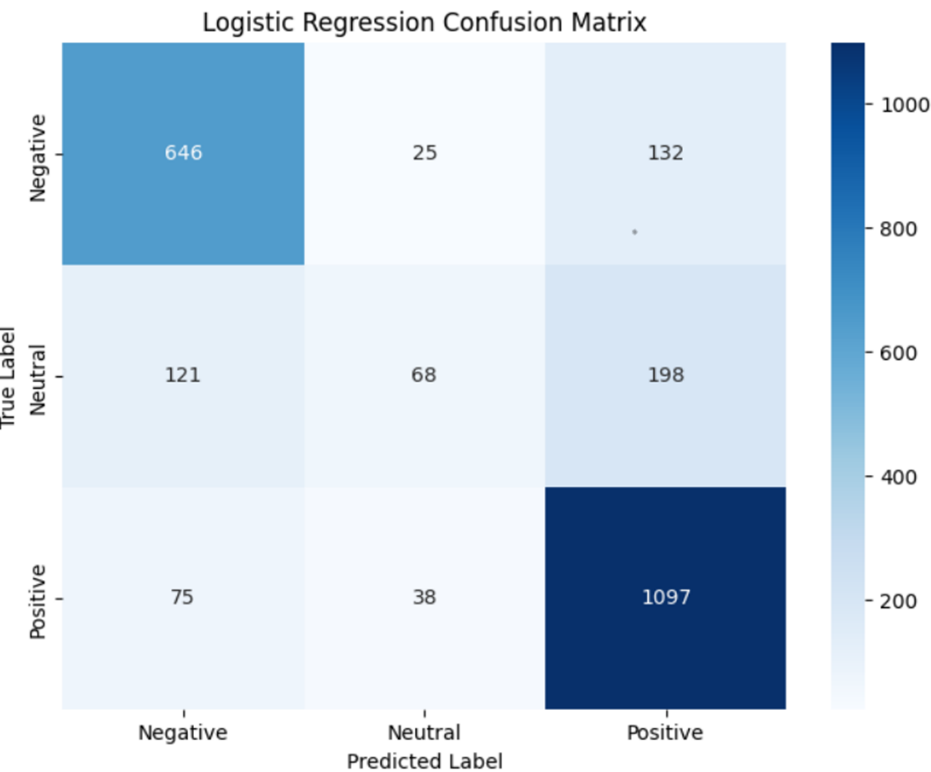 Logistic Regression Confusion Matrix
Negative 646 25 132
Neutral 121 68 198
Positive 75 38 1097
True Label
Negative Neutral Positive
Predicted Label
1000
800
600
400
200